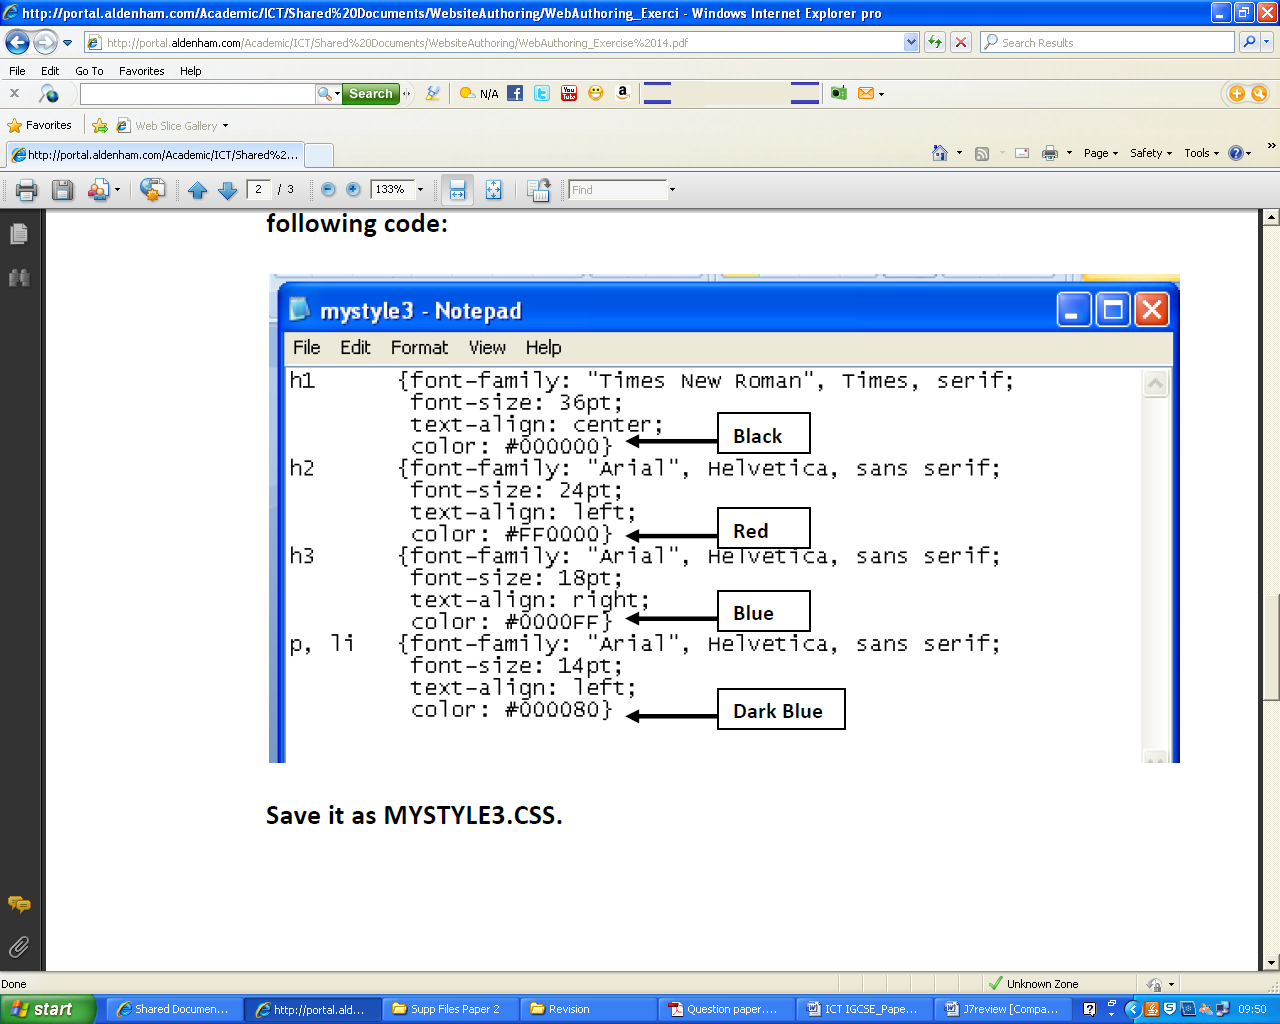 http://portal.aldenham.com/Academic/ICT/Shared%20Documents/WebsiteAuthoring/WebAuthoring_Exerci - Windows Internet Explorer pro
http://portal.aldenham.com/Academic/ICT/Shared%20Documents/WebsiteAuthoring/WebAuthoring_Exercise%2014.pdf
Search Results
File Edit Go To Favorites Help
Search N/A
Favorites Web Slice Gallery
http://portal.aldenham.com/Academic/ICT/Shared%2... Page Safety Tools
2 / 3 133% Find
following code:
mystyle3 - Notepad
File Edit Format View Help
h1 {font-family: "Times New Roman", Times, serif;
font-size: 36pt;
text-align: center;
color: #000000} Black
h2 {font-family: "Arial", Helvetica, sans serif;
font-size: 24pt;
text-align: left;
color: #FF0000} Red
h3 {font-family: "Arial", Helvetica, sans serif;
font-size: 18pt;
text-align: right;
color: #0000FF} Blue
p, li {font-family: "Arial", Helvetica, sans serif;
font-size: 14pt;
text-align: left;
color: #000080} Dark Blue
Save it as MYSTYLE3.CSS.
Done Unknown Zone
start Shared Documen... http://portal.ald... Supp Files Paper 2 Revision Question paper.... ICT IGCSE_Pape... J7review [Compa... 09:50